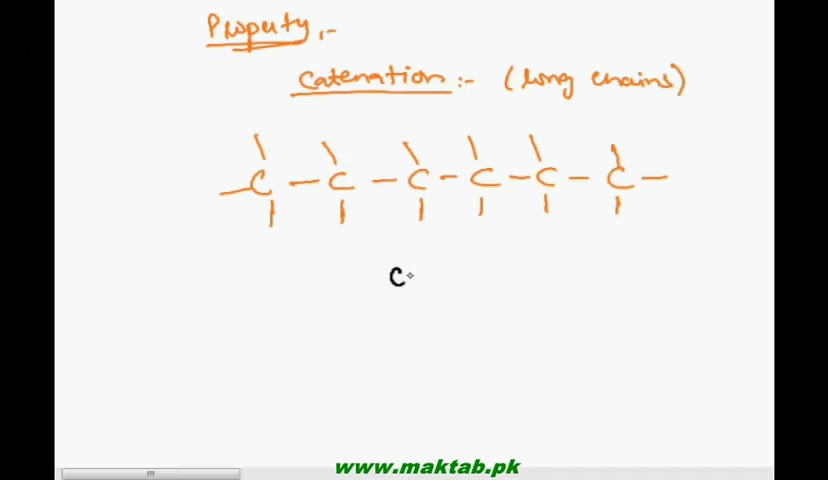 Property :-
Catenation :- (long chains)
- C - C - C - C - C - C -
C
www.maktab.pk